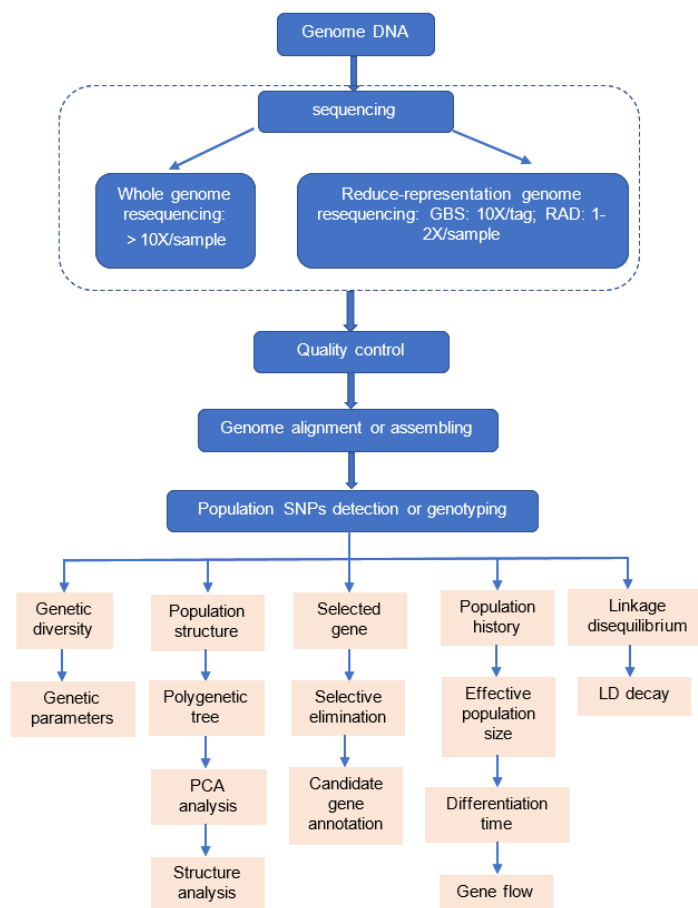 Genome DNA
sequencing
Whole genome
resequencing:
> 10X/sample
Reduce-representation genome
resequencing: GBS: 10X/tag; RAD: 1-
2X/sample
Quality control
Genome alignment or assembling
Population SNPs detection or genotyping
Genetic
diversity
Genetic
parameters
Population
structure
Polygenetic
tree
PCA
analysis
Structure
analysis
Selected
gene
Selective
elimination
Candidate
gene
annotation
Population
history
Effective
population
size
Differentiation
time
Gene flow
Linkage
disequilibrium
LD decay